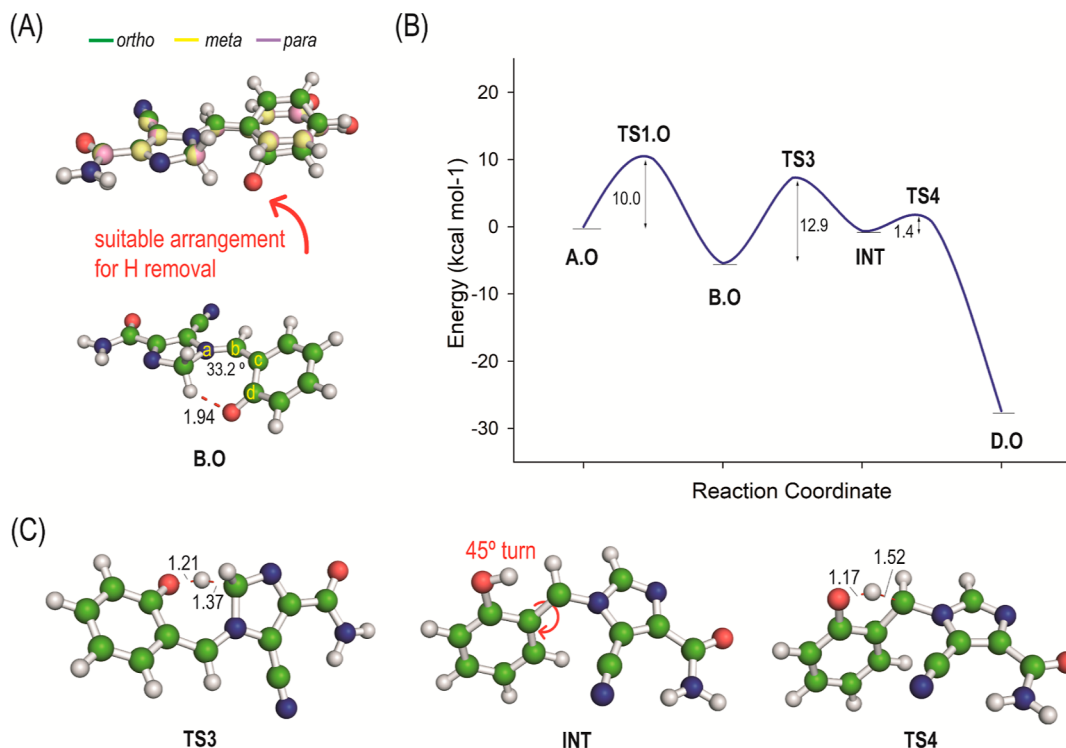 (A)
ortho meta para
suitable arrangement
for H removal
a b
c
33.2 º
d
1.94
B.O
(B)
Energy (kcal mol-1)
20
10
0
-10
-20
-30
TS1.O
10.0
A.O
B.O
TS3
12.9
INT
TS4
1.4
D.O
Reaction Coordinate
(C)
1.21
1.37
TS3
45º turn
INT
1.17
1.52
TS4